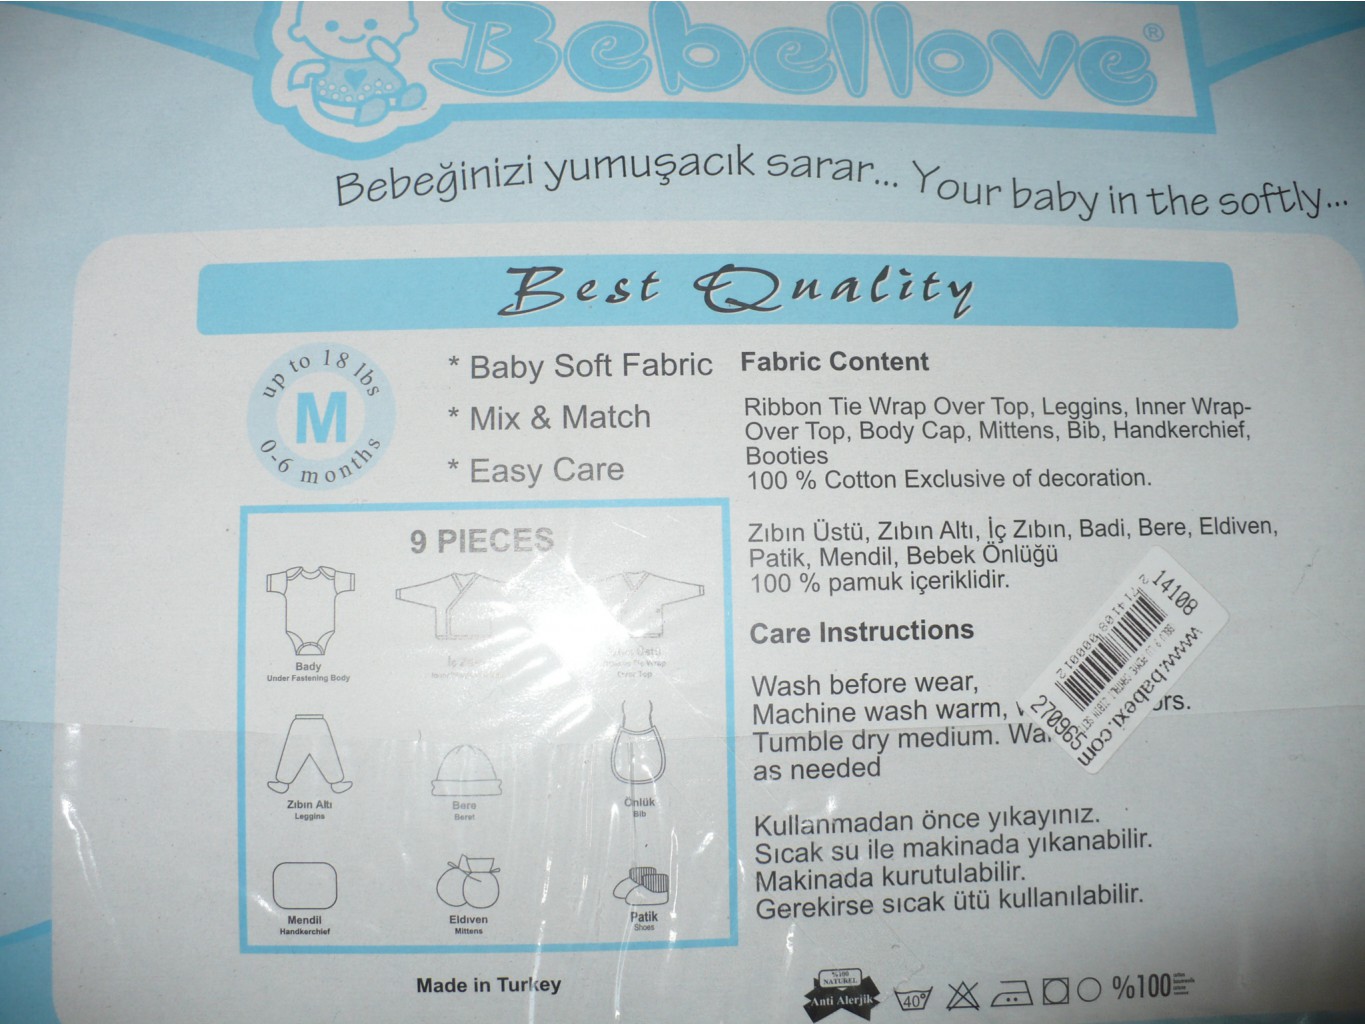 Bebellove®
Bebeğinizi yumuşacık sarar... Your baby in the softly...
Best Quality
up to 18 lbs
M
0-6 months
* Baby Soft Fabric
* Mix & Match
* Easy Care
Fabric Content
Ribbon Tie Wrap Over Top, Leggins, Inner Wrap-
Over Top, Body Cap, Mittens, Bib, Handkerchief,
Booties
100 % Cotton Exclusive of decoration.
Zıbın Üstü, Zıbın Altı, İç Zıbın, Badi, Bere, Eldiven,
Patik, Mendil, Bebek Önlüğü
100 % pamuk içeriklidir.
Care Instructions
Wash before wear,
Machine wash warm,
Tumble dry medium.
as needed
Kullanmadan önce yıkayınız.
Sıcak su ile makinada yıkanabilir.
Makinada kurutulabilir.
Gerekirse sıcak ütü kullanılabilir.
14108
270965
www.babexi.com
9 PIECES
Bady
Under Fastening Body
İç
Üstü
Over Top
Zıbın Altı
Leggins
Bere
Beret
Önlük
Bib
Mendil
Handkerchief
Eldiven
Mittens
Patik
Shoes
Made in Turkey
%100
NATUREL
Anti Alerjik
40°
%100